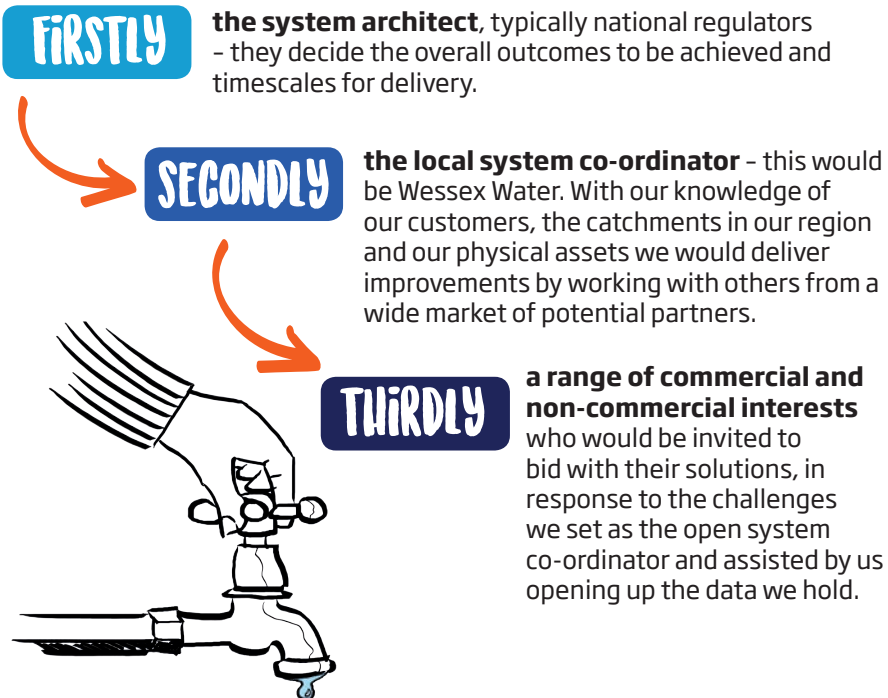 FiRSTLY
the system architect, typically national regulators
– they decide the overall outcomes to be achieved and
timescales for delivery.
SECONDLY
the local system co-ordinator – this would
be Wessex Water. With our knowledge of
our customers, the catchments in our region
and our physical assets we would deliver
improvements by working with others from a
wide market of potential partners.
THiRDLY
a range of commercial and
non-commercial interests
who would be invited to
bid with their solutions, in
response to the challenges
we set as the open system
co-ordinator and assisted by us
opening up the data we hold.